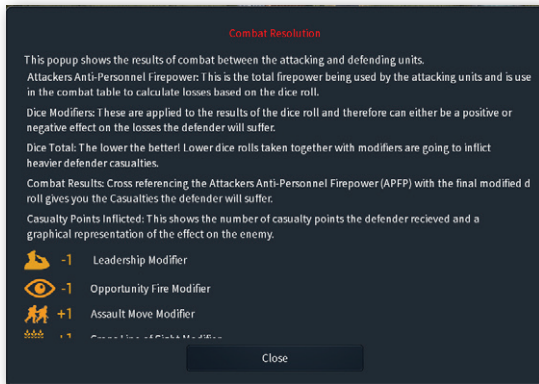 Combat Resolution
This popup shows the results of combat between the attacking and defending units.
Attackers Anti-Personnel Firepower: This is the total firepower being used by the attacking units and is use
in the combat table to calculate losses based on the dice roll.
Dice Modifiers: These are applied to the results of the dice roll and therefore can either be a positive or
negative effect on the losses the defender will suffer.
Dice Total: The lower the better! Lower dice rolls taken together with modifiers are going to inflict
heavier defender casualties.
Combat Results: Cross referencing the Attackers Anti-Personnel Firepower (APFP) with the final modified d
roll gives you the Casualties the defender will suffer.
Casualty Points Inflicted: This shows the number of casualty points the defender recieved and a
graphical representation of the effect on the enemy.
-1 Leadership Modifier
-1 Opportunity Fire Modifier
+1 Assault Move Modifier
+1 Line of Sight Modifier
Close